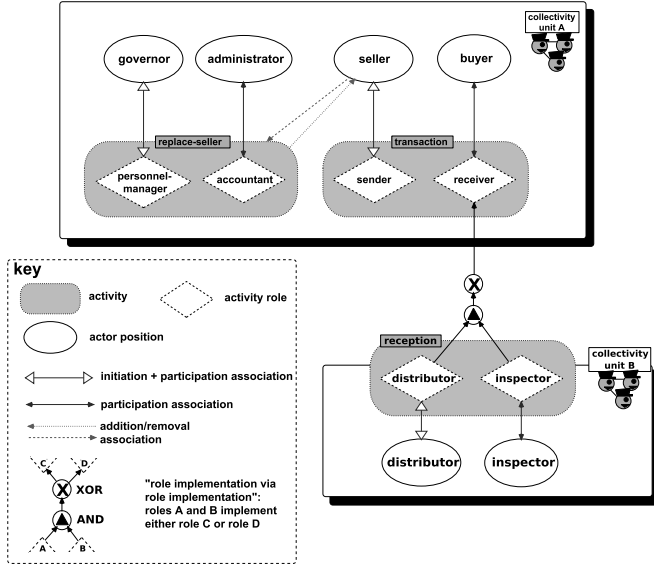 collectivity
unit A
governor
administrator
seller
buyer
replace-seller
transaction
personnel-
manager
accountant
sender
receiver
X
key
activity
activity role
actor position
initiation + participation association
participation association
addition/removal
association
reception
collectivity
unit B
distributor
inspector
distributor
inspector
C
D
X
XOR
AND
A
B
"role implementation via
role implementation":
roles A and B implement
either role C or role D